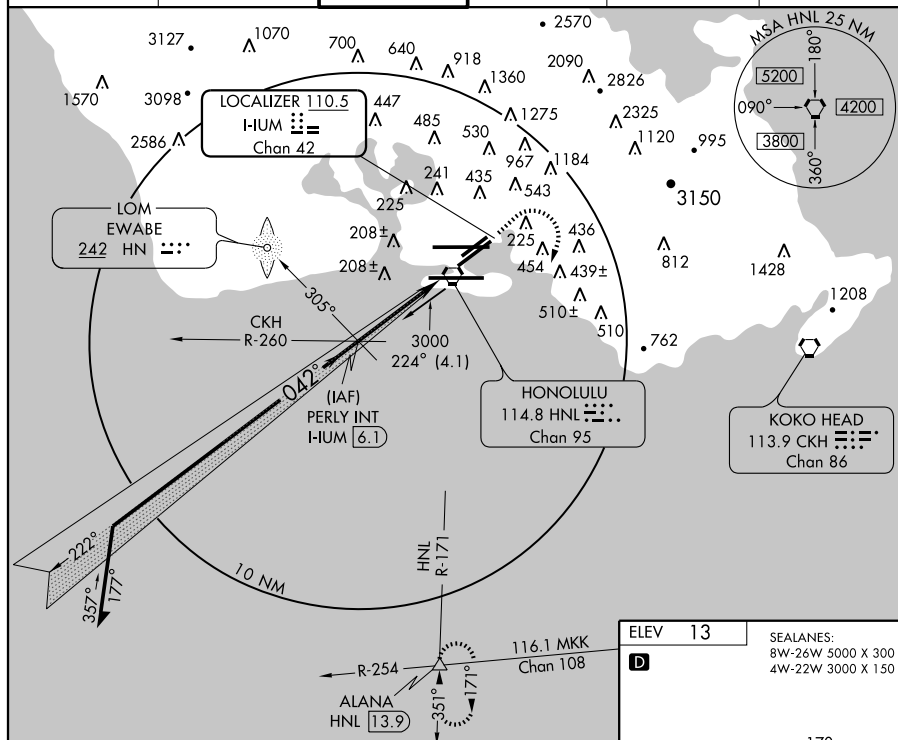 2570
3127
1070
700
640
918
2090
2826
1360
1570
3098
447
1275
2325
485
530
1120
995
2586
967
1184
3150
241
435
543
225
225
436
208±
454
439±
812
1428
208±
510±
510
1208
762
MSA HNL 25 NM
180°
5200
090°
4200
3800
360°
LOCALIZER 110.5
I-IUM
Chan 42
LOM
EWABE
242 HN
305°
CKH
R-260
3000
224° (4.1)
042°
(IAF)
PERLY INT
I-IUM 6.1
HONOLULU
114.8 HNL
Chan 95
KOKO HEAD
113.9 CKH
Chan 86
222°
357°
177°
10 NM
HNL
R-171
116.1 MKK
Chan 108
R-254
ALANA
HNL 13.9
351°
171°
ELEV 13
D
SEALANES:
8W-26W 5000 X 300
4W-22W 3000 X 150